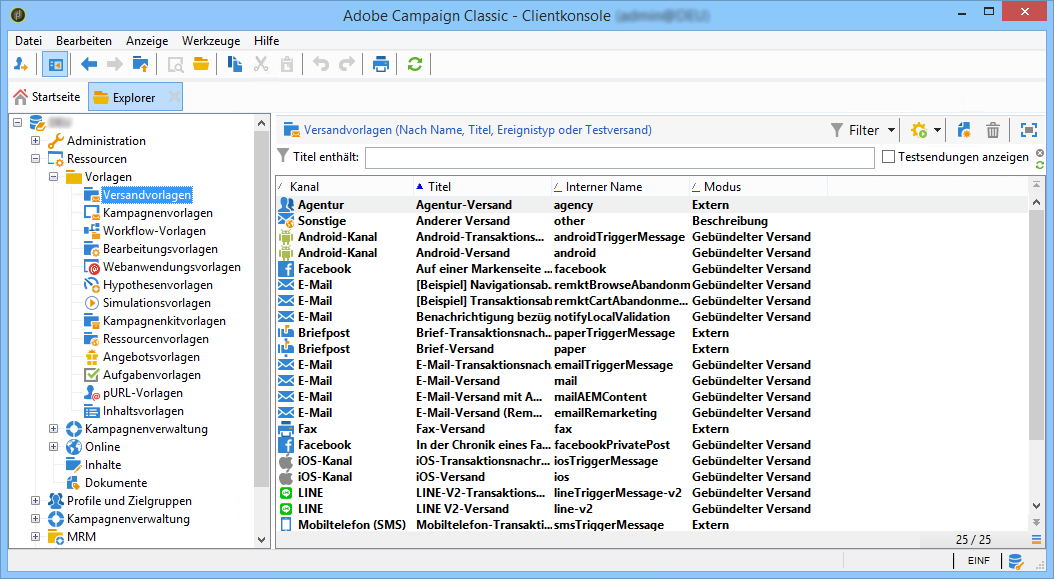 Adobe Campaign Classic - Clientkonsole
Datei Bearbeiten Anzeige Werkzeuge Hilfe
Startseite Explorer
Administration
Ressourcen
Vorlagen
Versandvorlagen
Kampagnenvorlagen
Workflow-Vorlagen
Bearbeitungsvorlagen
Webanwendungsvorlagen
Hypothesenvorlagen
Simulationsvorlagen
Kampagnenkitvorlagen
Ressourcenvorlagen
Angebotsvorlagen
Aufgabenvorlagen
pURL-Vorlagen
Inhaltsvorlagen
Kampagnenverwaltung
Online
Inhalte
Dokumente
Profile und Zielgruppen
Kampagnenverwaltung
MRM
Versandvorlagen (Nach Name, Titel, Ereignistyp oder Testversand) Filter
Titel enthält: Testsendungen anzeigen
Kanal Titel Interner Name Modus
Agentur Agentur-Versand agency Extern
Sonstige Anderer Versand other Beschreibung
Android-Kanal Android-Transaktions... androidTriggerMessage Gebündelter Versand
Android-Kanal Android-Versand android Gebündelter Versand
Facebook Auf einer Markenseite ... facebook Gebündelter Versand
E-Mail [Beispiel] Navigationsab. remktBrowseAbandonm Gebündelter Versand
E-Mail [Beispiel] Transaktionsab remktCartAbandonme... Gebündelter Versand
E-Mail Benachrichtigung bezüg notifyLocalValidation Gebündelter Versand
Briefpost Brief-Transaktionsnach... paperTriggerMessage Extern
Briefpost Brief-Versand paper Extern
E-Mail E-Mail-Transaktionsnach emailTriggerMessage Gebündelter Versand
E-Mail E-Mail-Versand mail Gebündelter Versand
E-Mail E-Mail-Versand mit A... mailAEMContent Gebündelter Versand
E-Mail E-Mail-Versand (Rem... emailRemarketing Gebündelter Versand
Fax Fax-Versand fax Extern
Facebook In der Chronik eines Fa... facebookPrivatePost Gebündelter Versand
iOS-Kanal iOS-Transaktionsnachr... iosTriggerMessage Gebündelter Versand
iOS-Kanal iOS-Versand ios Gebündelter Versand
LINE LINE-V2-Transaktions... lineTriggerMessage-v2 Gebündelter Versand
LINE LINE V2-Versand line-v2 Gebündelter Versand
Mobiltelefon (SMS) Mobiltelefon-Transakti... smsTriggerMessage Extern
25 / 25
EINF